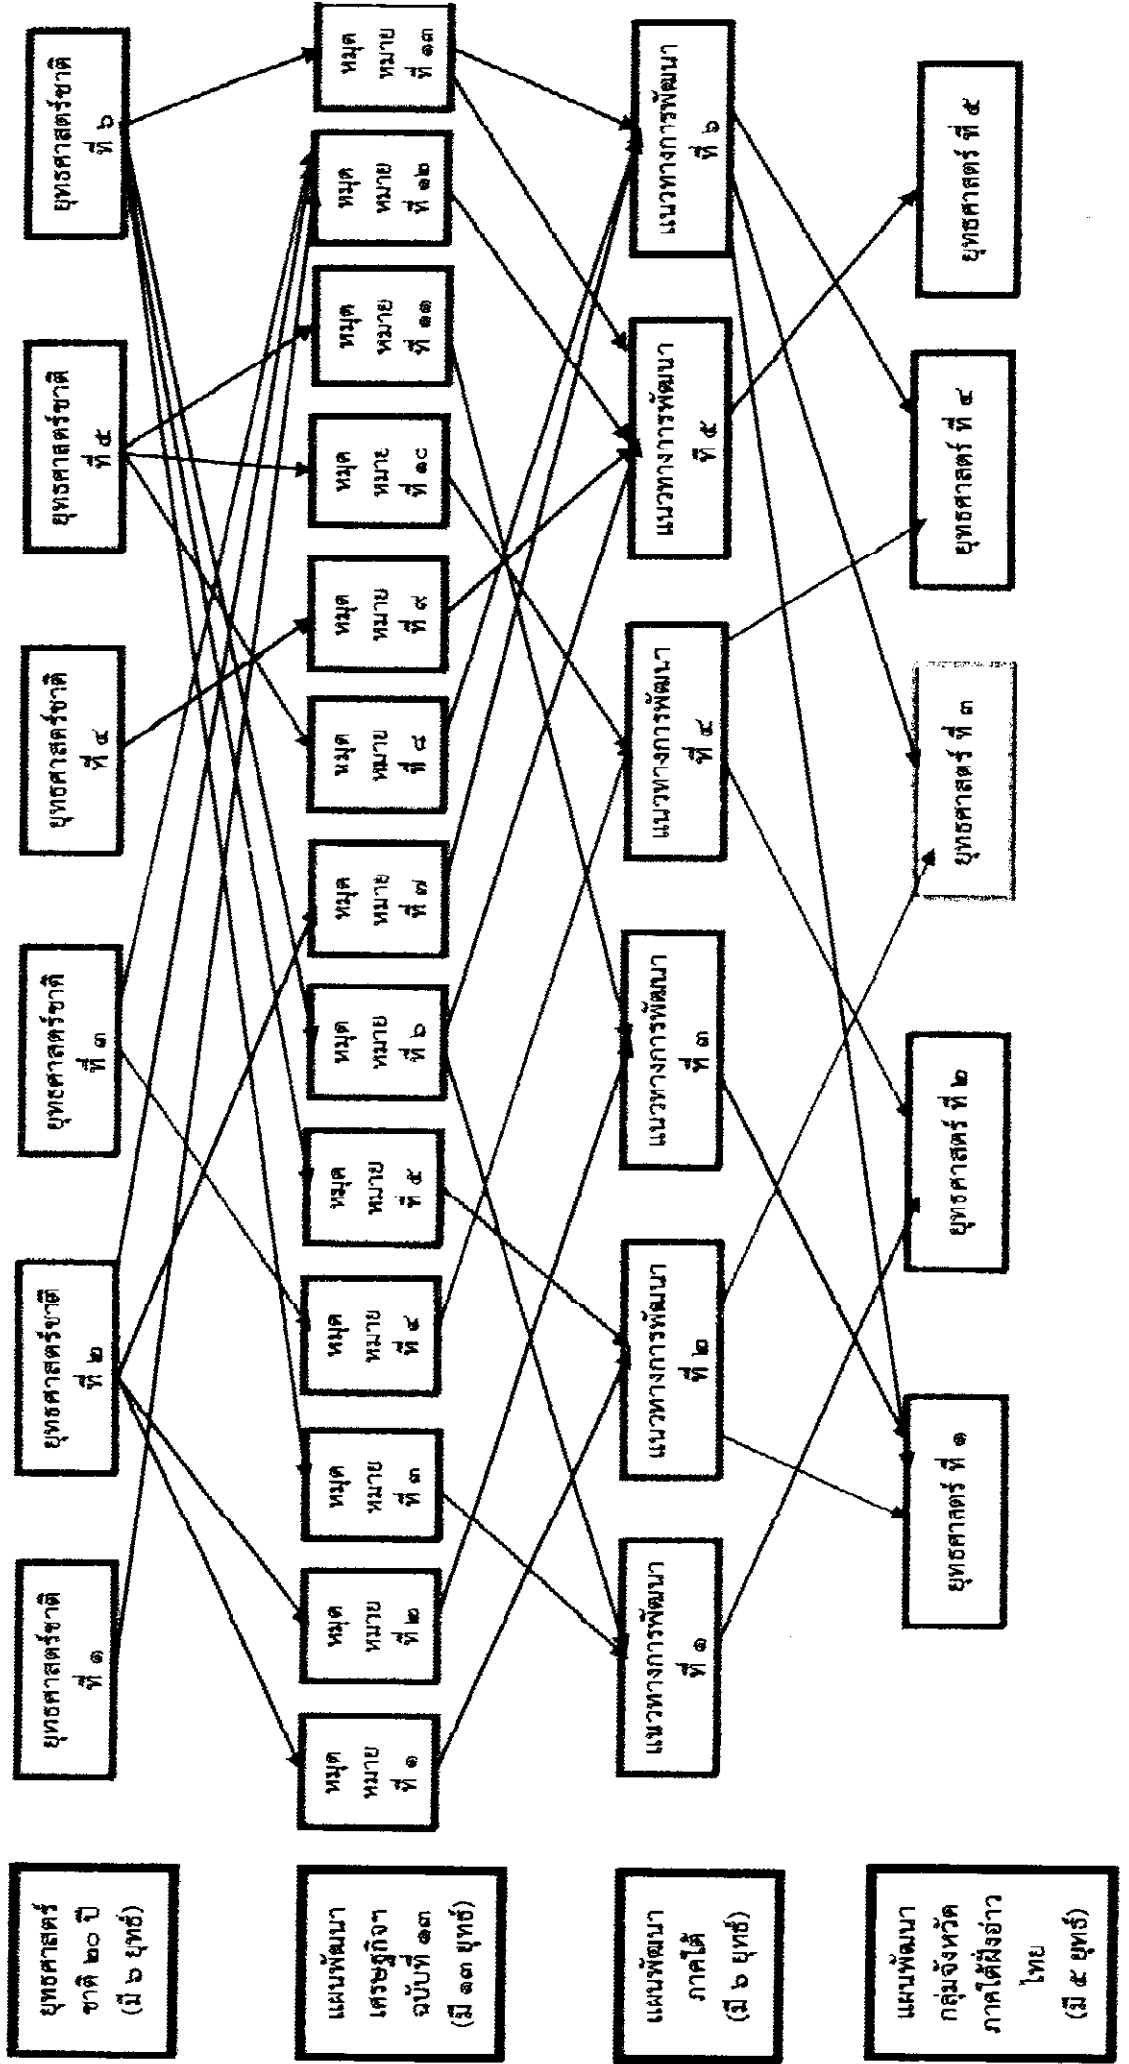 ยุทธศาสตร์
ชาติ ๒๐ ปี
(มี ๖ ยุทธ์)
ยุทธศาสตร์ชาติ
ที่ ๑
ยุทธศาสตร์ชาติ
ที่ ๒
ยุทธศาสตร์ชาติ
ที่ ๓
ยุทธศาสตร์ชาติ
ที่ ๔
ยุทธศาสตร์ชาติ
ที่ ๕
ยุทธศาสตร์ชาติ
ที่ ๖
แผนพัฒนา
เศรษฐกิจฯ
ฉบับที่ ๑๓
(มี ๑๓ ยุทธ์)
หมุด
หมาย
ที่ ๑
หมุด
หมาย
ที่ ๒
หมุด
หมาย
ที่ ๓
หมุด
หมาย
ที่ ๔
หมุด
หมาย
ที่ ๕
หมุด
หมาย
ที่ ๖
หมุด
หมาย
ที่ ๗
หมุด
หมาย
ที่ ๘
หมุด
หมาย
ที่ ๙
หมุด
หมาย
ที่ ๑๐
หมุด
หมาย
ที่ ๑๑
หมุด
หมาย
ที่ ๑๒
หมุด
หมาย
ที่ ๑๓
แผนพัฒนา
ภาคใต้
(มี ๖ ยุทธ์)
แนวทางการพัฒนา
ที่ ๑
แนวทางการพัฒนา
ที่ ๒
แนวทางการพัฒนา
ที่ ๓
แนวทางการพัฒนา
ที่ ๔
แนวทางการพัฒนา
ที่ ๕
แนวทางการพัฒนา
ที่ ๖
แผนพัฒนา
กลุ่มจังหวัด
ภาคใต้ฝั่งอ่าว
ไทย
(มี ๕ ยุทธ์)
ยุทธศาสตร์ ที่ ๑
ยุทธศาสตร์ ที่ ๒
ยุทธศาสตร์ ที่ ๓
ยุทธศาสตร์ ที่ ๔
ยุทธศาสตร์ ที่ ๕